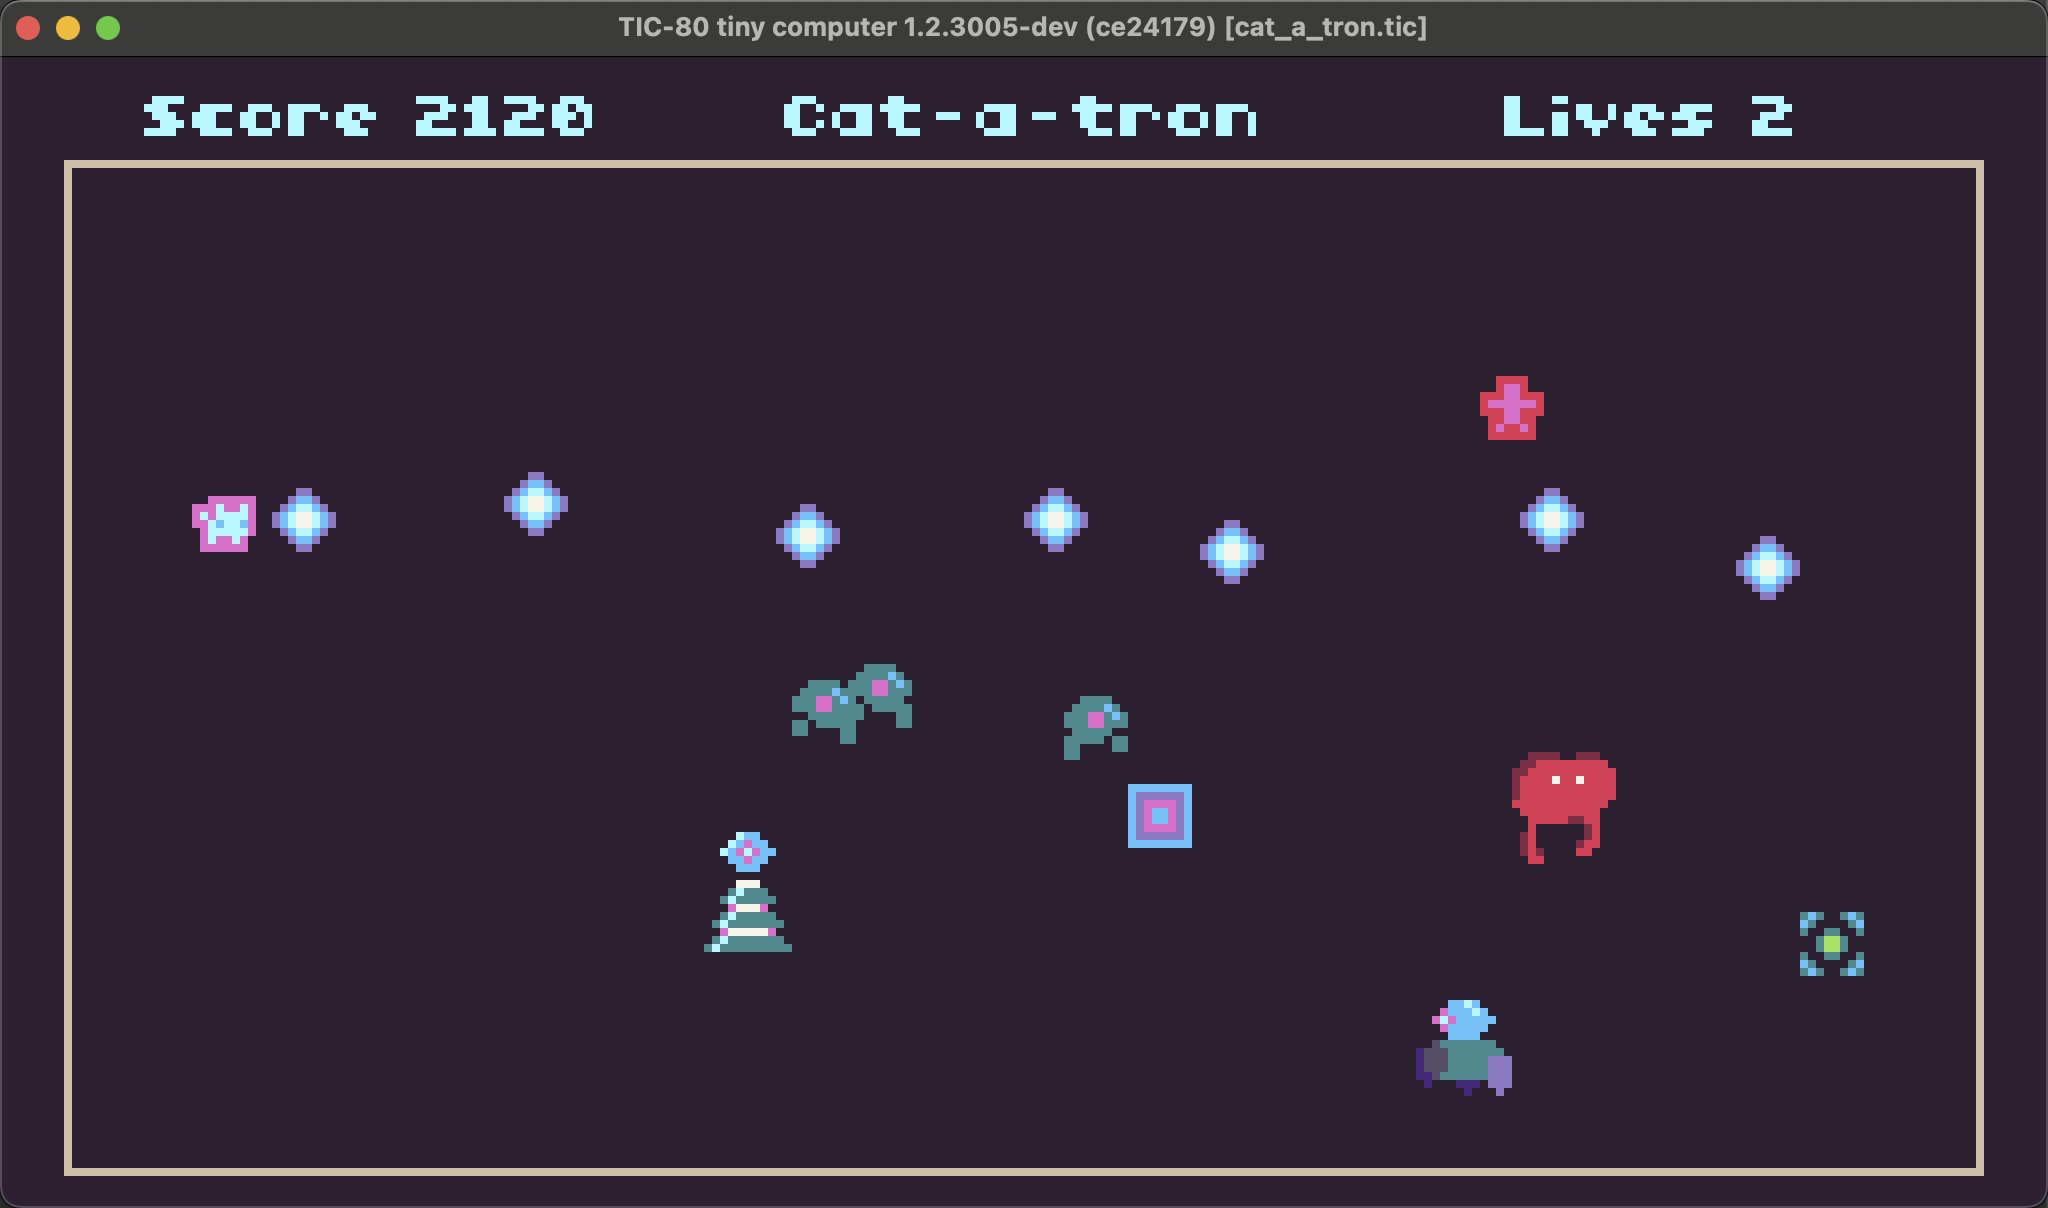 TIC-80 tiny computer 1.2.3005-dev (ce24179) [cat_a_tron.tic]
Score 2120 Cat-a-tron Lives 2